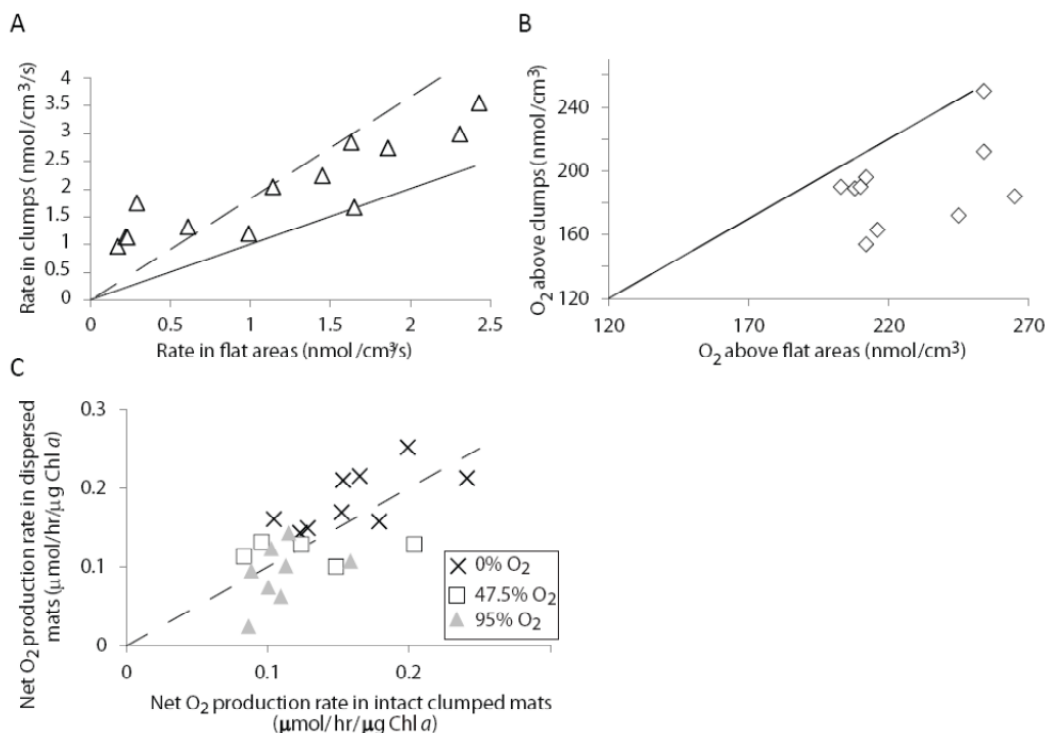 A
Rate in clumps (nmol/cm³/s)
4
3.5
3
2.5
2
1.5
1
0.5
0
0
0.5
1
1.5
2
2.5
Rate in flat areas (nmol/cm³/s)
B
O₂ above clumps (nmol/cm³)
240
200
160
120
120
170
220
270
O₂ above flat areas (nmol/cm³)
C
Net O₂ production rate in dispersed
mats (μmol/hr/μg Chl a)
0.3
0.2
0.1
0
0
0.1
0.2
0% O₂
47.5% O₂
95% O₂
Net O₂ production rate in intact clumped mats
(μmol/hr/μg Chl a)